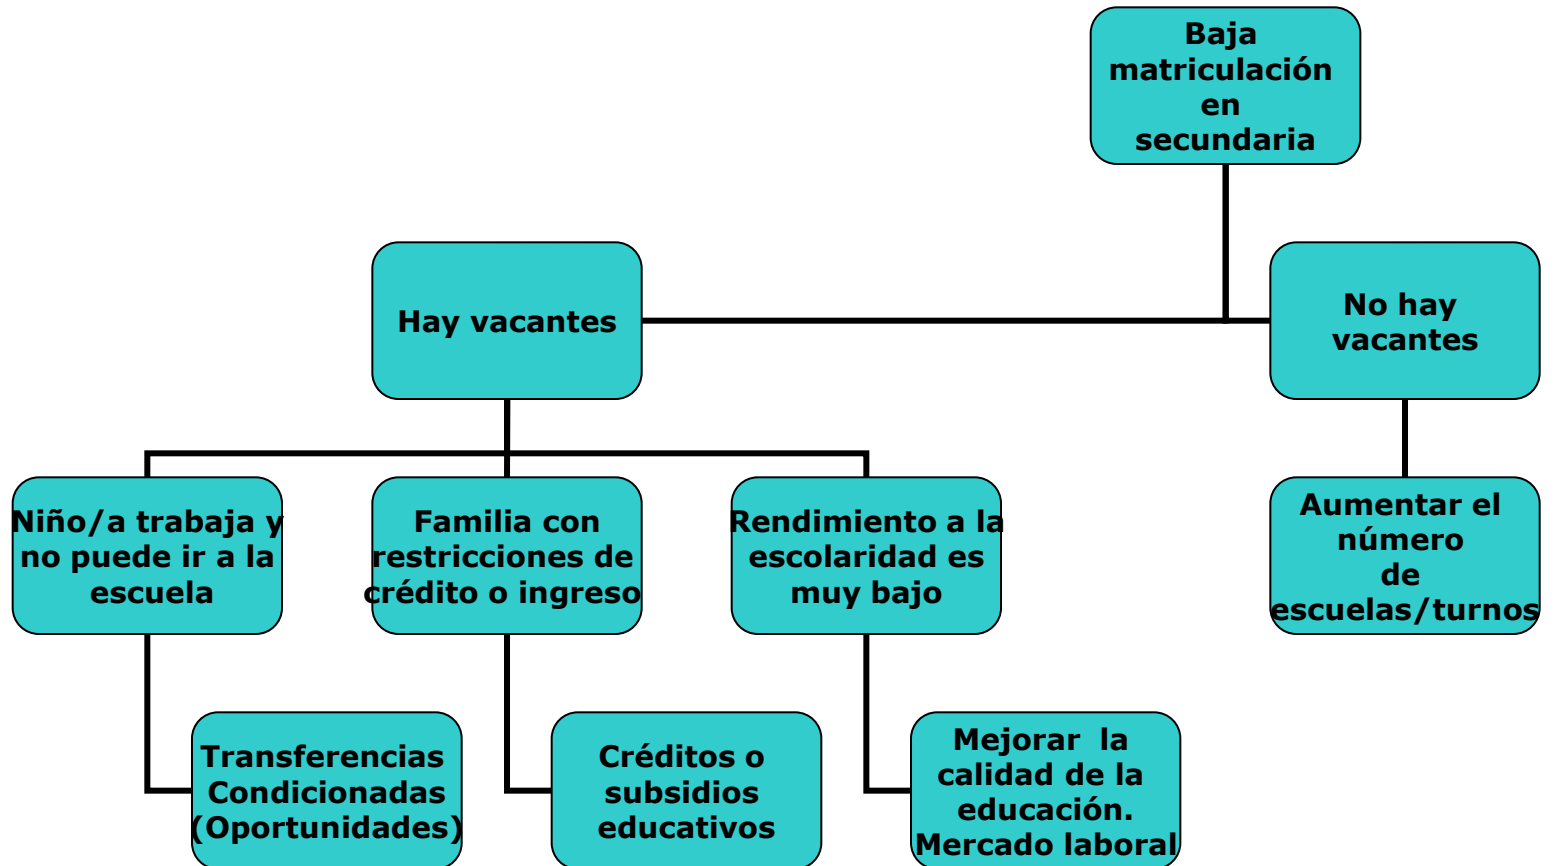 Baja
matriculación
en
secundaria
Hay vacantes
No hay
vacantes
Niño/a trabaja y
no puede ir a la
escuela
Familia con
restricciones de
crédito o ingreso
Rendimiento a la
escolaridad es
muy bajo
Aumentar el
número
de
escuelas/turnos
Transferencias
Condicionadas
(Oportunidades)
Créditos o
subsidios
educativos
Mejorar la
calidad de la
educación.
Mercado laboral